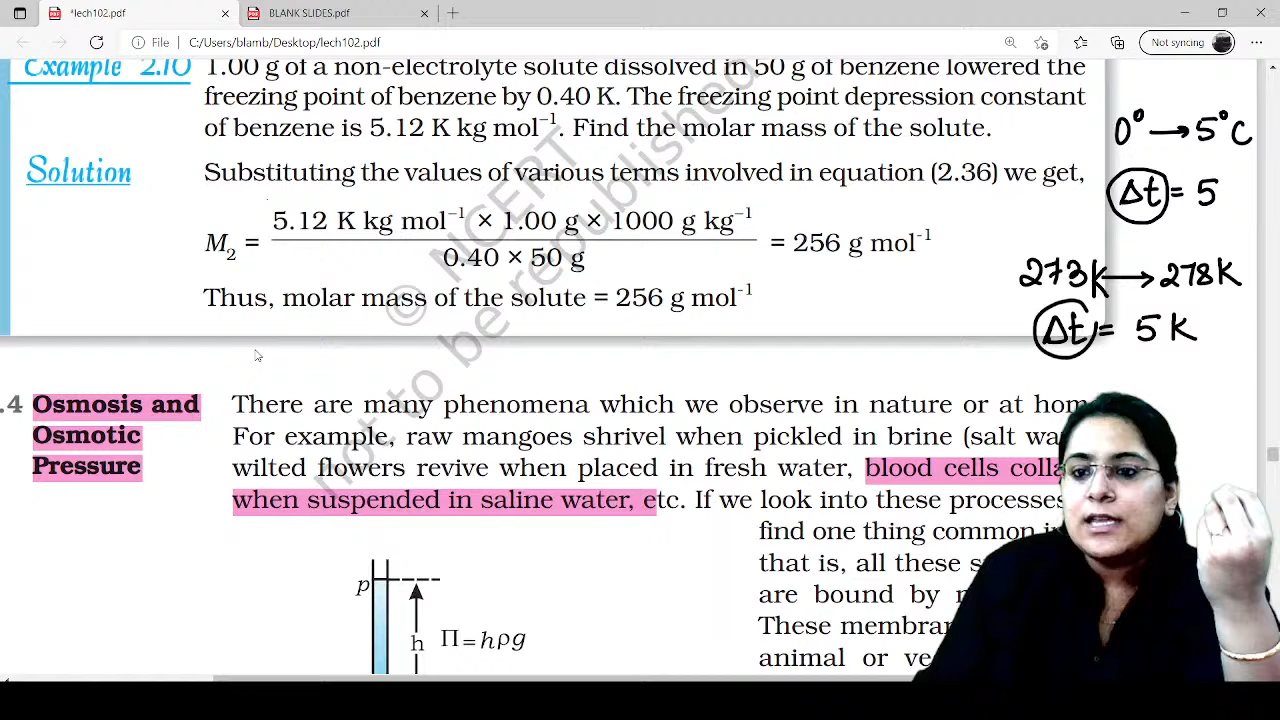 *lech102.pdf
BLANK SLIDES.pdf
File
C:/Users/blamb/Desktop/lech102.pdf
Not syncing
Example 2.10
1.00 g of a non-electrolyte solute dissolved in 50 g of benzene lowered the
freezing point of benzene by 0.40 K. The freezing point depression constant
of benzene is 5.12 K kg mol⁻¹. Find the molar mass of the solute.
Solution
Substituting the values of various terms involved in equation (2.36) we get,
M₂ = 5.12 K kg mol⁻¹ × 1.00 g × 1000 g kg⁻¹ / 0.40 × 50 g = 256 g mol⁻¹
Thus, molar mass of the solute = 256 g mol⁻¹
0° → 5°C
Δt = 5
273K → 278K
Δt = 5 K
© NCERT
not to be republished
.4 Osmosis and
Osmotic
Pressure
There are many phenomena which we observe in nature or at
For example, raw mangoes shrivel when pickled in brine (salt
wilted flowers revive when placed in fresh water, blood cells
when suspended in saline water, etc. If we look into these processes
find one thing common
that is, all these
are bound by
These
animal or
p
h
Π = hρg